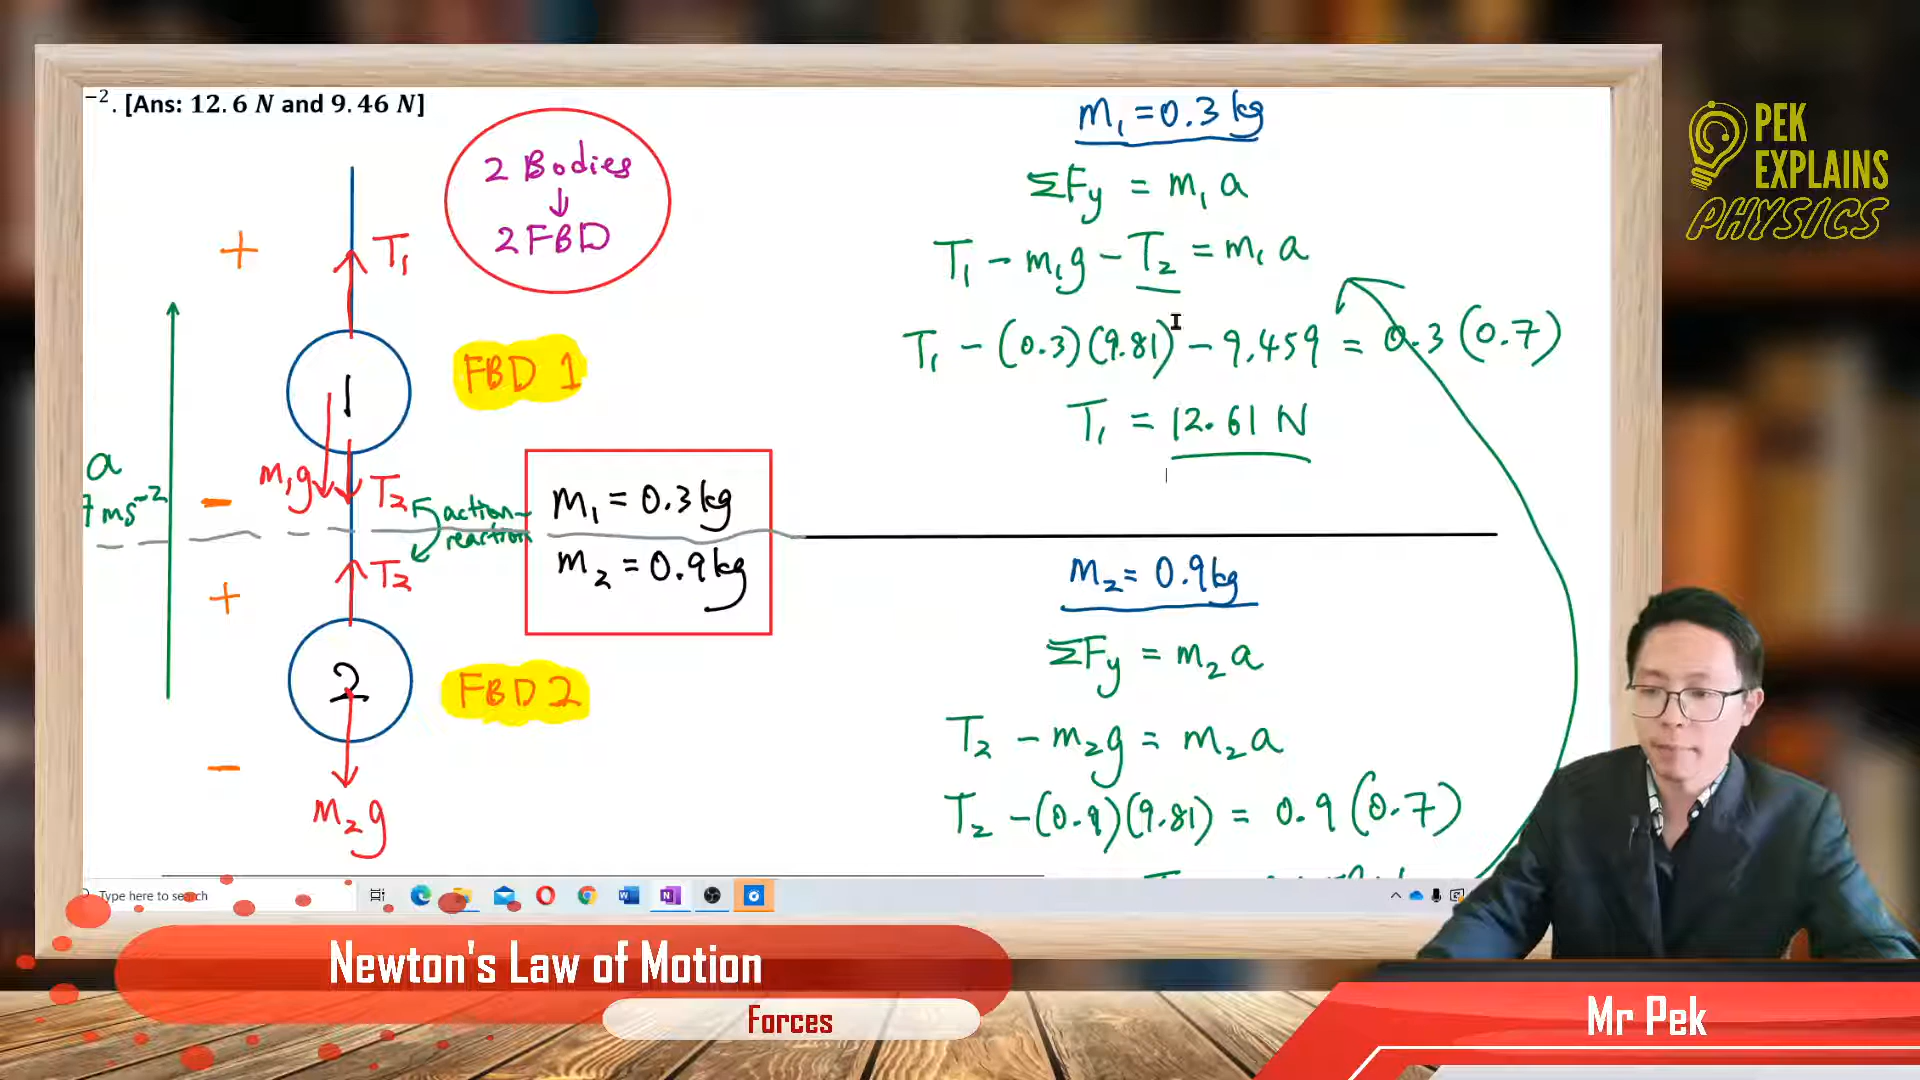 −2. [Ans: 12.6 N and 9.46 N]
2 Bodies
↓
2 FBD
+
T1
FBD 1
1
a
7 ms−2
m1g
T2
−
action-
reaction
m1 = 0.3 kg
m2 = 0.9 kg
+
T2
2
FBD 2
−
m2g
m1 = 0.3 kg
ΣFy = m1 a
T1 − m1g − T2 = m1 a
T1 − (0.3)(9.81) − 9.459 = 0.3 (0.7)
T1 = 12.61 N
m2 = 0.9 kg
ΣFy = m2 a
T2 − m2g = m2 a
T2 − (0.9)(9.81) = 0.9 (0.7)
PEK
EXPLAINS
PHYSICS
Type here to search
Newton's Law of Motion
Forces
Mr Pek